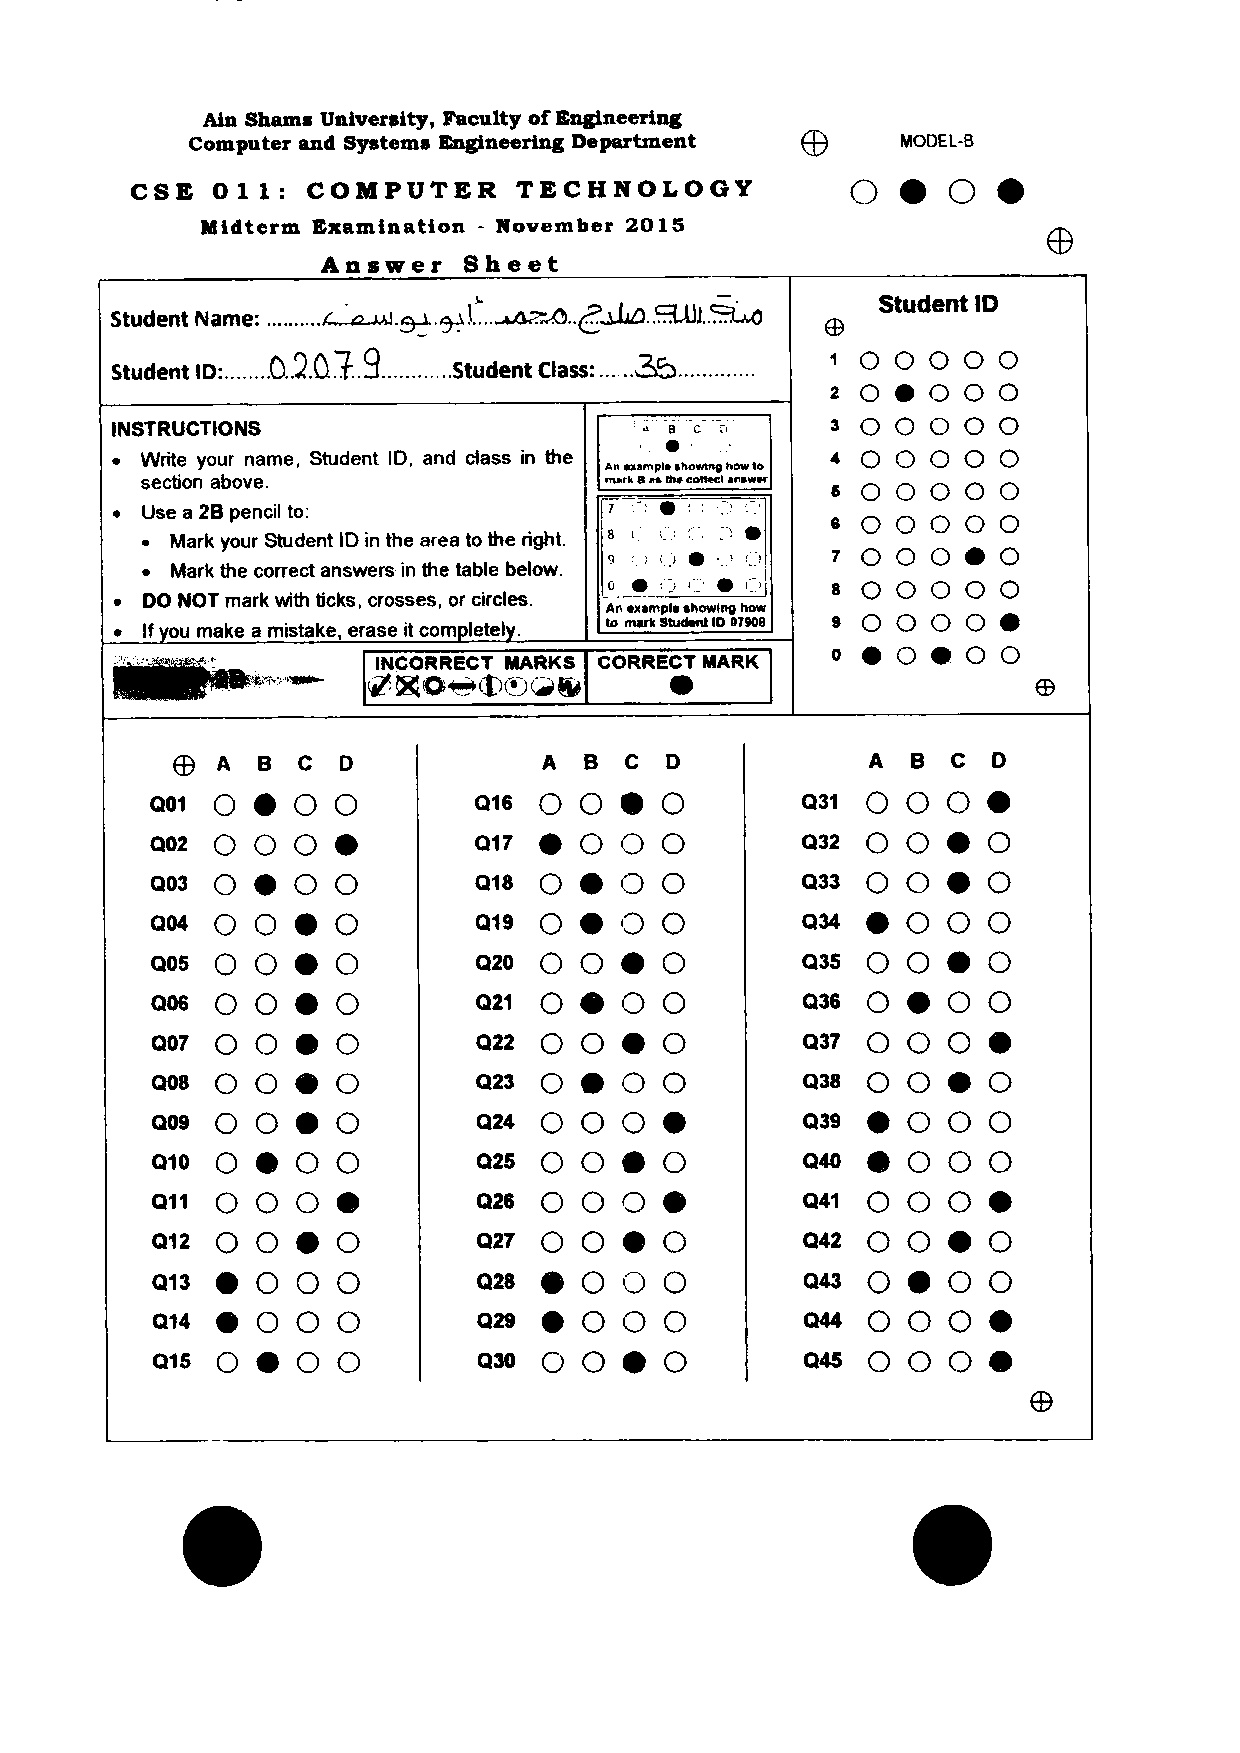 Ain Shams University, Faculty of Engineering
Computer and Systems Engineering Department
MODEL-B
CSE 011: COMPUTER TECHNOLOGY
Midterm Examination - November 2015
Answer Sheet
Student Name: منة الله صلاح محمد
Student ID: 02079 Student Class: 35
INSTRUCTIONS
• Write your name, Student ID, and class in the
section above.
• Use a 2B pencil to:
• Mark your Student ID in the area to the right.
• Mark the correct answers in the table below.
• DO NOT mark with ticks, crosses, or circles.
• If you make a mistake, erase it completely.
A B C D
An example showing how to
mark B as the correct answer
7
8
9
0
An example showing how
to mark Student ID 07908
2B
INCORRECT MARKS CORRECT MARK
Student ID
1
2
3
4
5
6
7
8
9
0
A B C D
Q01
Q02
Q03
Q04
Q05
Q06
Q07
Q08
Q09
Q10
Q11
Q12
Q13
Q14
Q15
A B C D
Q16
Q17
Q18
Q19
Q20
Q21
Q22
Q23
Q24
Q25
Q26
Q27
Q28
Q29
Q30
A B C D
Q31
Q32
Q33
Q34
Q35
Q36
Q37
Q38
Q39
Q40
Q41
Q42
Q43
Q44
Q45